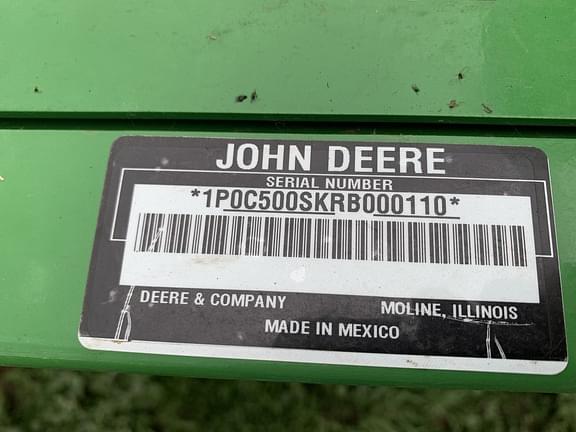 JOHN DEERE
SERIAL NUMBER
*1P0C500SKRB000110*
DEERE & COMPANY
MOLINE, ILLINOIS
MADE IN MEXICO